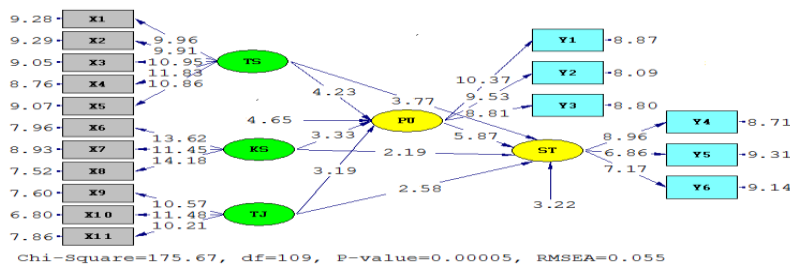 9.28 X1
9.29 X2 9.96
9.91
9.05 X3 10.95 TS
11.83
8.76 X4 10.86
9.07 X5
7.96 X6
13.62
8.93 X7 11.45 KS
7.52 X8 14.18
7.60 X9
10.57
6.80 X10 11.48 TJ
7.86 X11 10.21
4.23
4.65 PU
3.33
3.19
3.77
2.19
2.58
5.87
ST
3.22
10.37 Y1 8.87
9.53 Y2 8.09
8.81 Y3 8.80
8.96 Y4 8.71
6.86 Y5 9.31
7.17 Y6 9.14
Chi-Square=175.67, df=109, P-value=0.00005, RMSEA=0.055